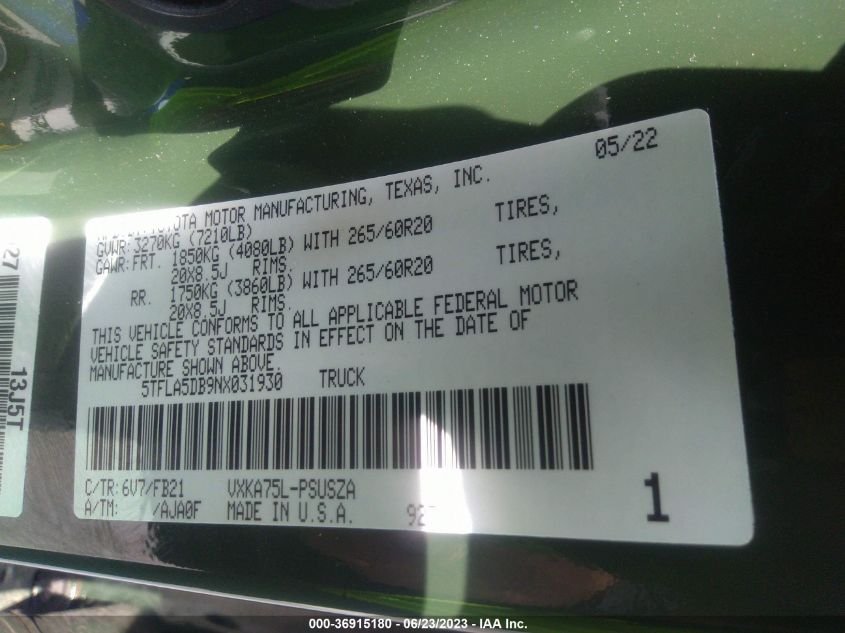 05/22
TOYOTA MOTOR MANUFACTURING, TEXAS, INC.
GVWR: 3270KG (7210LB)
GAWR: FRT. 1850KG (4080LB) WITH 265/60R20 TIRES,
20X8.5J RIMS.
RR. 1750KG (3860LB) WITH 265/60R20 TIRES,
20X8.5J RIMS.
THIS VEHICLE CONFORMS TO ALL APPLICABLE FEDERAL MOTOR
VEHICLE SAFETY STANDARDS IN EFFECT ON THE DATE OF
MANUFACTURE SHOWN ABOVE.
5TFLA5DB9NX031930 TRUCK
C/TR: 6V7/FB21 VXKA75L-PSUSZA
A/TM: /AJA0F MADE IN U.S.A.
1
27
13J5T
000-36915180 - 06/23/2023 - IAA Inc.